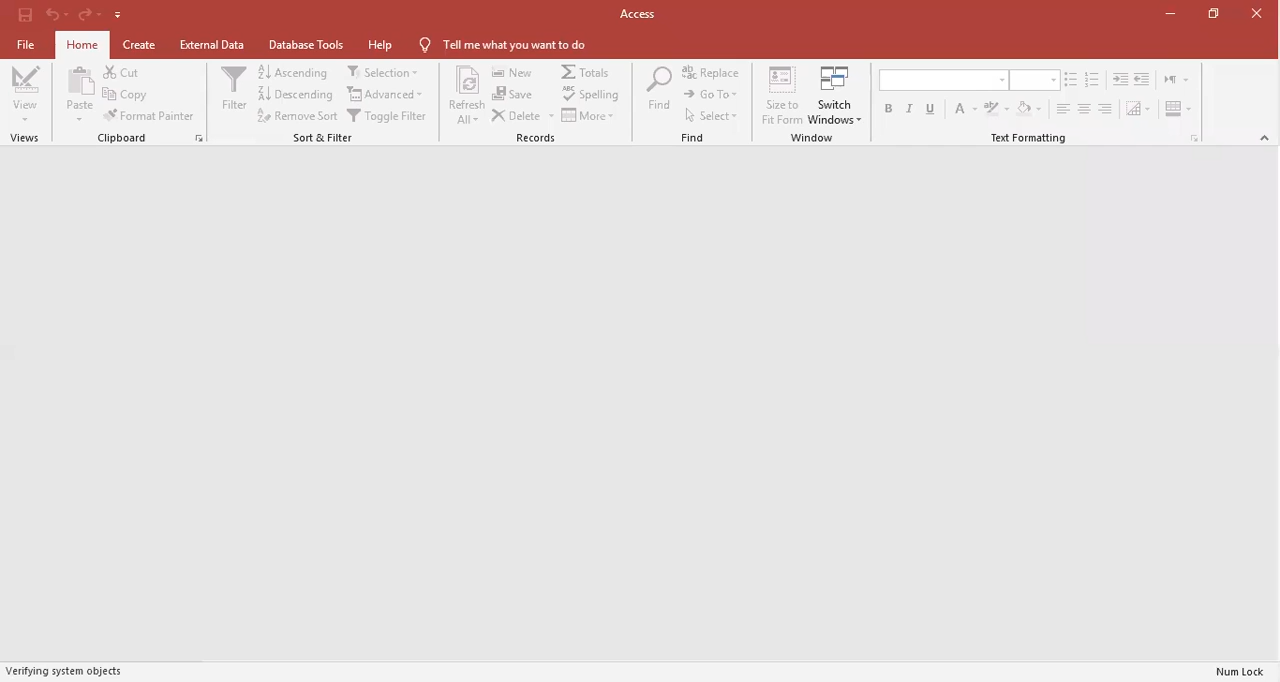 Access
File Home Create External Data Database Tools Help Tell me what you want to do
View Paste Cut Copy Format Painter
Filter Ascending Descending Remove Sort Selection Advanced Toggle Filter
Refresh All New Save Delete Totals Spelling More
Find Replace Go To Select
Size to Fit Form Switch Windows
B I U A
Views Clipboard Sort & Filter Records Find Window Text Formatting
Verifying system objects Num Lock